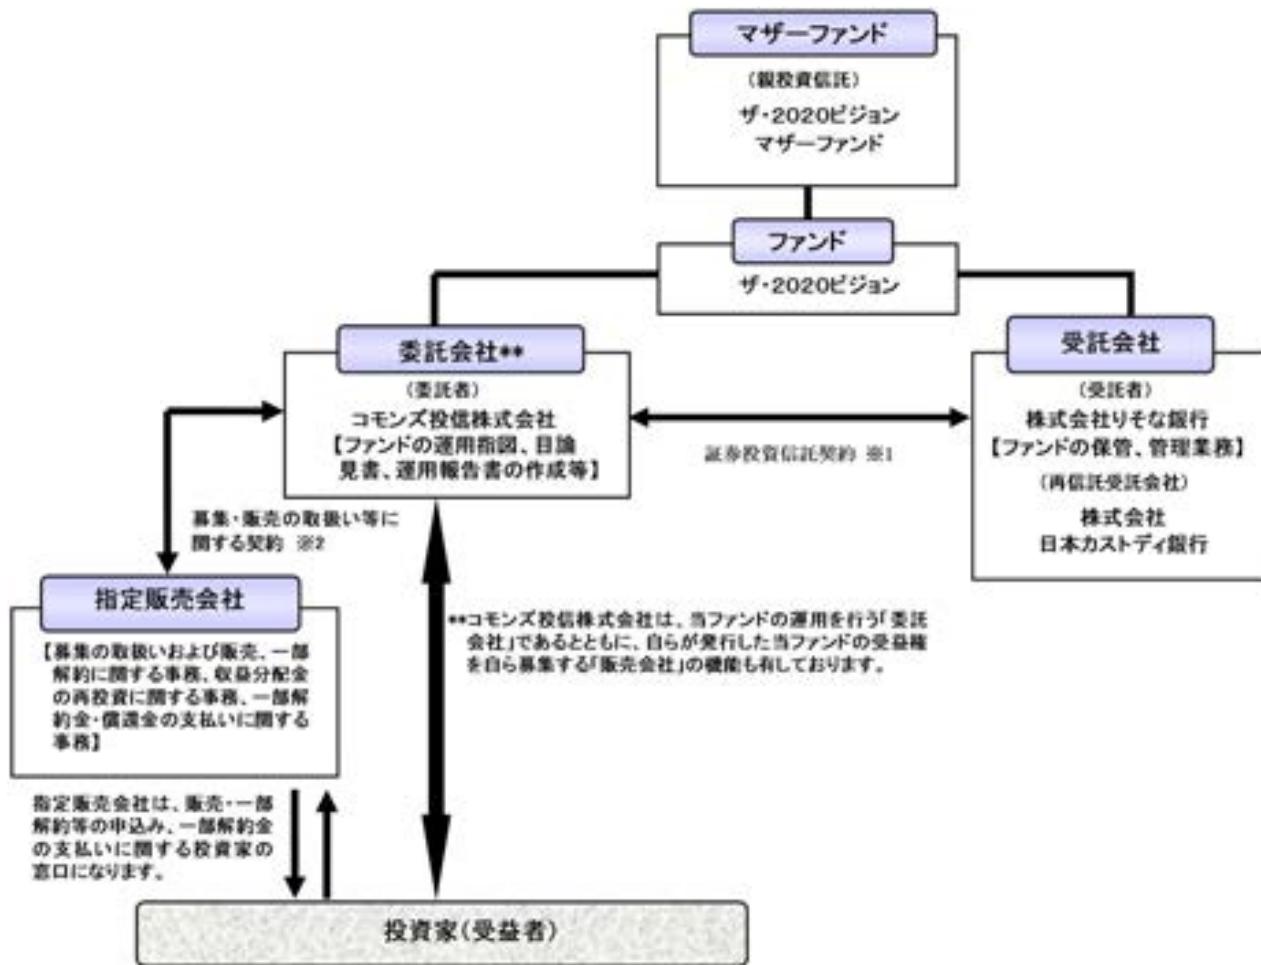 マザーファンド
（親投資信託）
ザ・2020ビジョン
マザーファンド
ファンド
ザ・2020ビジョン
委託会社**
（委託者）
コモンズ投信株式会社
【ファンドの運用指図、目論
見書、運用報告書の作成等】
証券投資信託契約 ※1
受託会社
（受託者）
株式会社りそな銀行
【ファンドの保管、管理業務】
（再信託受託会社）
株式会社
日本カストディ銀行
募集・販売の取扱い等に
関する契約 ※2
指定販売会社
【募集の取扱いおよび販売、一部
解約に関する事務、収益分配金
の再投資に関する事務、一部解
約金・償還金の支払いに関する
事務】
**コモンズ投信株式会社は、当ファンドの運用を行う「委託
会社」であるとともに、自らが発行した当ファンドの受益権
を自ら募集する「販売会社」の機能も有しております。
指定販売会社は、販売・一部
解約等の申込み、一部解約金
の支払いに関する投資家の
窓口になります。
投資家（受益者）